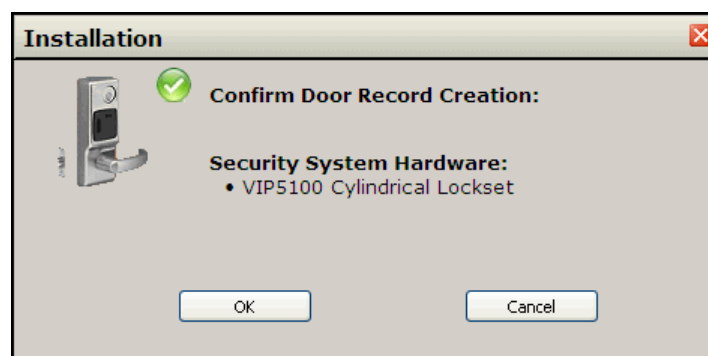 Installation
Confirm Door Record Creation:
Security System Hardware:
• VIP5100 Cylindrical Lockset
OK
Cancel